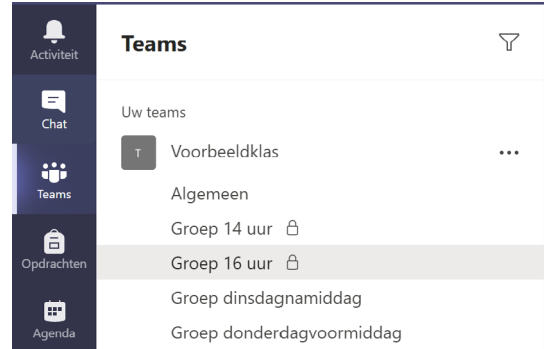 Activiteit
Chat
Teams
Opdrachten
Agenda
Teams
Uw teams
T Voorbeeldklas
Algemeen
Groep 14 uur
Groep 16 uur
Groep dinsdagnamiddag
Groep donderdagvoormiddag